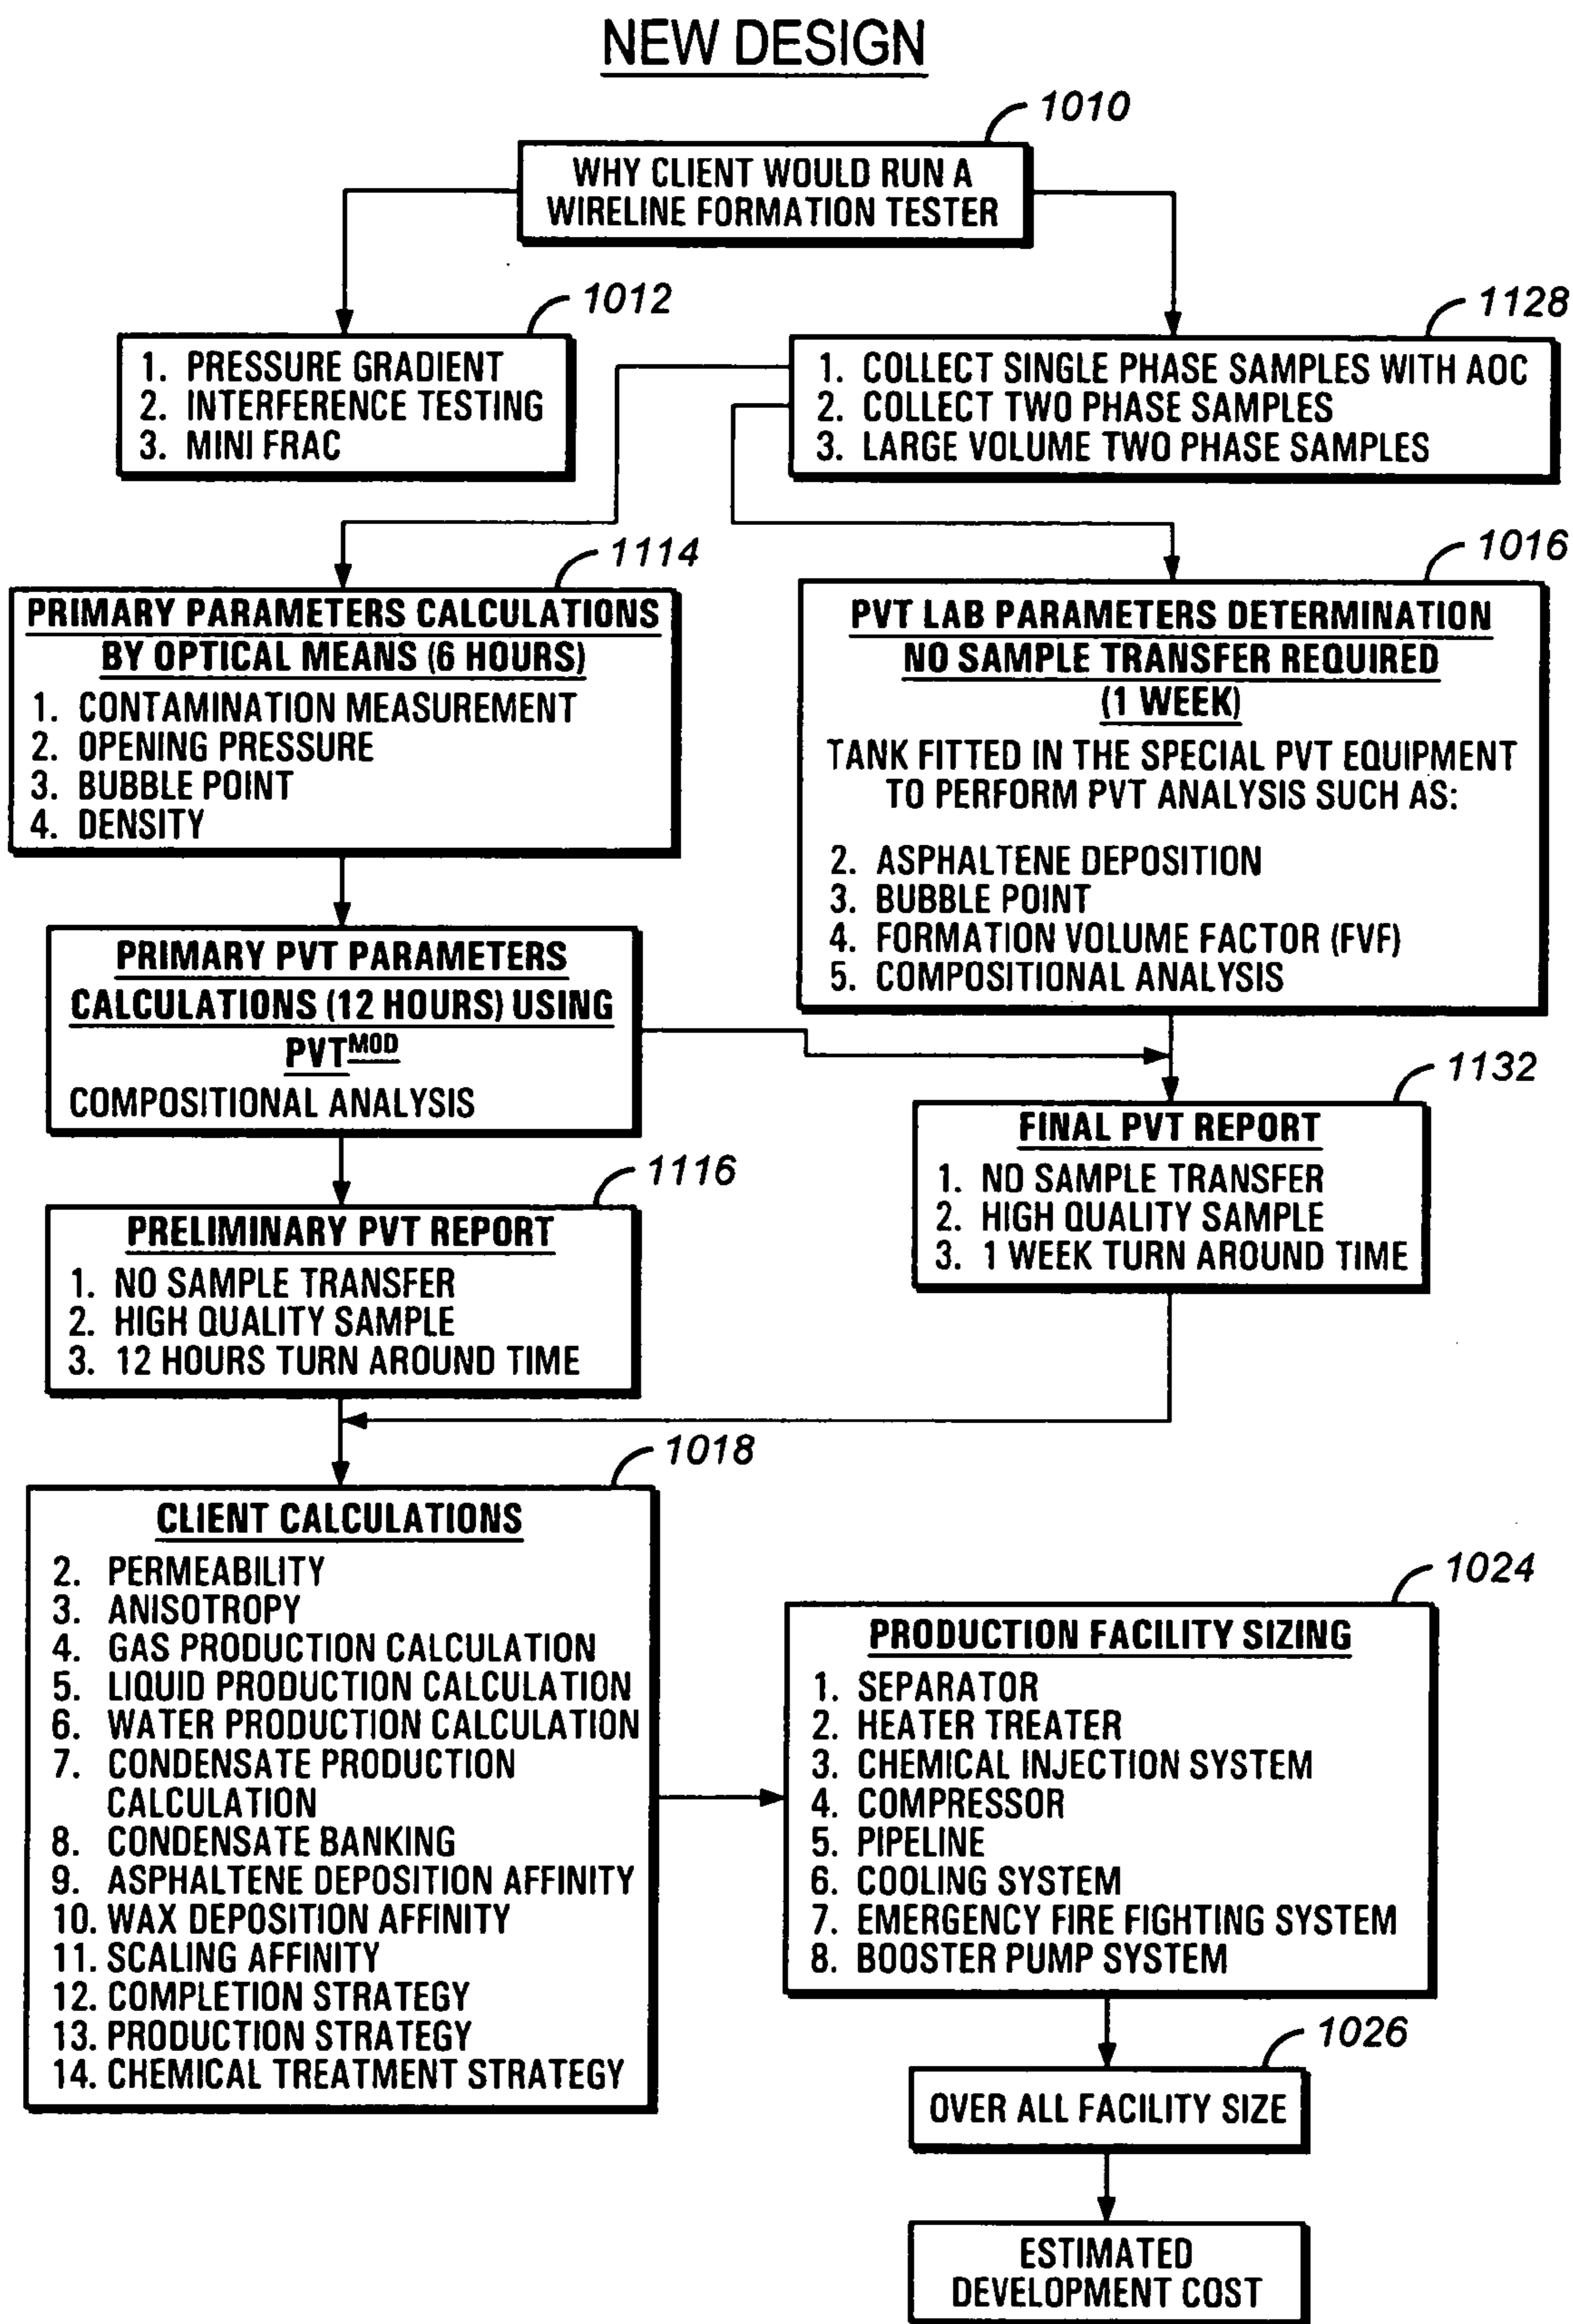 NEW DESIGN
1010
WHY CLIENT WOULD RUN A
WIRELINE FORMATION TESTER
1012
1. PRESSURE GRADIENT
2. INTERFERENCE TESTING
3. MINI FRAC
1128
1. COLLECT SINGLE PHASE SAMPLES WITH AOC
2. COLLECT TWO PHASE SAMPLES
3. LARGE VOLUME TWO PHASE SAMPLES
1114
PRIMARY PARAMETERS CALCULATIONS
BY OPTICAL MEANS (6 HOURS)
1. CONTAMINATION MEASUREMENT
2. OPENING PRESSURE
3. BUBBLE POINT
4. DENSITY
1016
PVT LAB PARAMETERS DETERMINATION
NO SAMPLE TRANSFER REQUIRED
(1 WEEK)
TANK FITTED IN THE SPECIAL PVT EQUIPMENT
TO PERFORM PVT ANALYSIS SUCH AS:
2. ASPHALTENE DEPOSITION
3. BUBBLE POINT
4. FORMATION VOLUME FACTOR (FVF)
5. COMPOSITIONAL ANALYSIS
PRIMARY PVT PARAMETERS
CALCULATIONS (12 HOURS) USING
PVTMOD
COMPOSITIONAL ANALYSIS
1132
FINAL PVT REPORT
1. NO SAMPLE TRANSFER
2. HIGH QUALITY SAMPLE
3. 1 WEEK TURN AROUND TIME
1116
PRELIMINARY PVT REPORT
1. NO SAMPLE TRANSFER
2. HIGH QUALITY SAMPLE
3. 12 HOURS TURN AROUND TIME
1018
CLIENT CALCULATIONS
2. PERMEABILITY
3. ANISOTROPY
4. GAS PRODUCTION CALCULATION
5. LIQUID PRODUCTION CALCULATION
6. WATER PRODUCTION CALCULATION
7. CONDENSATE PRODUCTION
CALCULATION
8. CONDENSATE BANKING
9. ASPHALTENE DEPOSITION AFFINITY
10. WAX DEPOSITION AFFINITY
11. SCALING AFFINITY
12. COMPLETION STRATEGY
13. PRODUCTION STRATEGY
14. CHEMICAL TREATMENT STRATEGY
1024
PRODUCTION FACILITY SIZING
1. SEPARATOR
2. HEATER TREATER
3. CHEMICAL INJECTION SYSTEM
4. COMPRESSOR
5. PIPELINE
6. COOLING SYSTEM
7. EMERGENCY FIRE FIGHTING SYSTEM
8. BOOSTER PUMP SYSTEM
1026
OVER ALL FACILITY SIZE
ESTIMATED
DEVELOPMENT COST